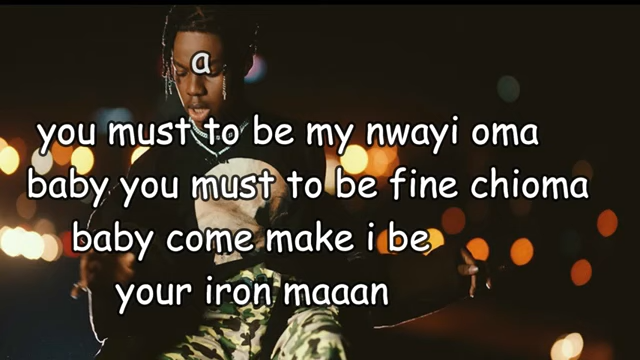 a
you must to be my nwayi oma
baby you must to be fine chioma
baby come make i be
your iron maaan